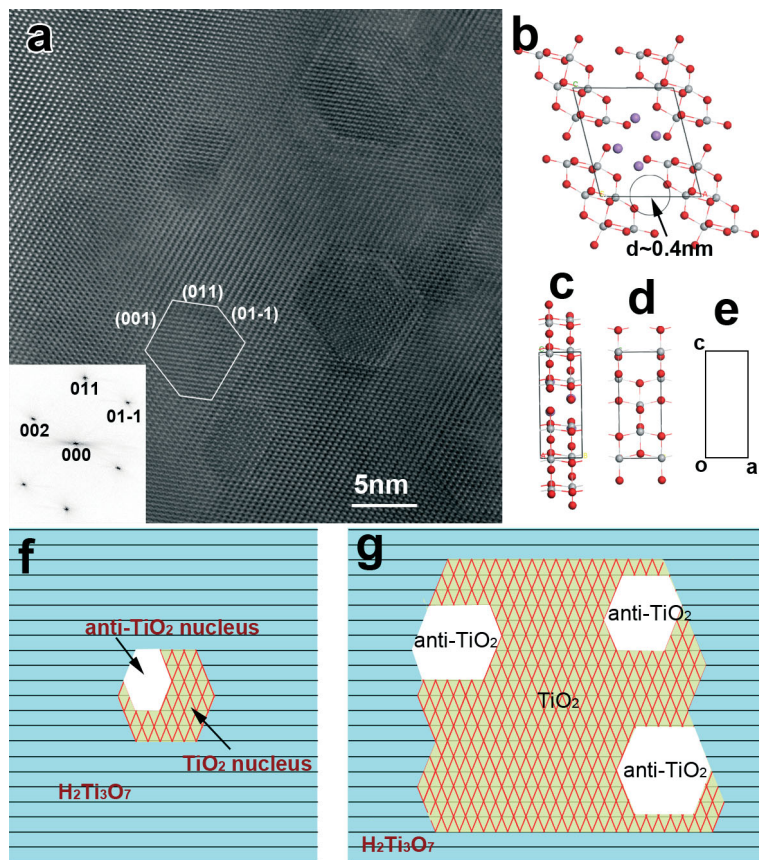 a
(011)
(001)
(01-1)
011
01-1
002
000
5nm
b
d~0.4nm
c
d
e
c
o
a
f
anti-TiO₂ nucleus
TiO₂ nucleus
H₂Ti₃O₇
g
anti-TiO₂
anti-TiO₂
TiO₂
anti-TiO₂
H₂Ti₃O₇